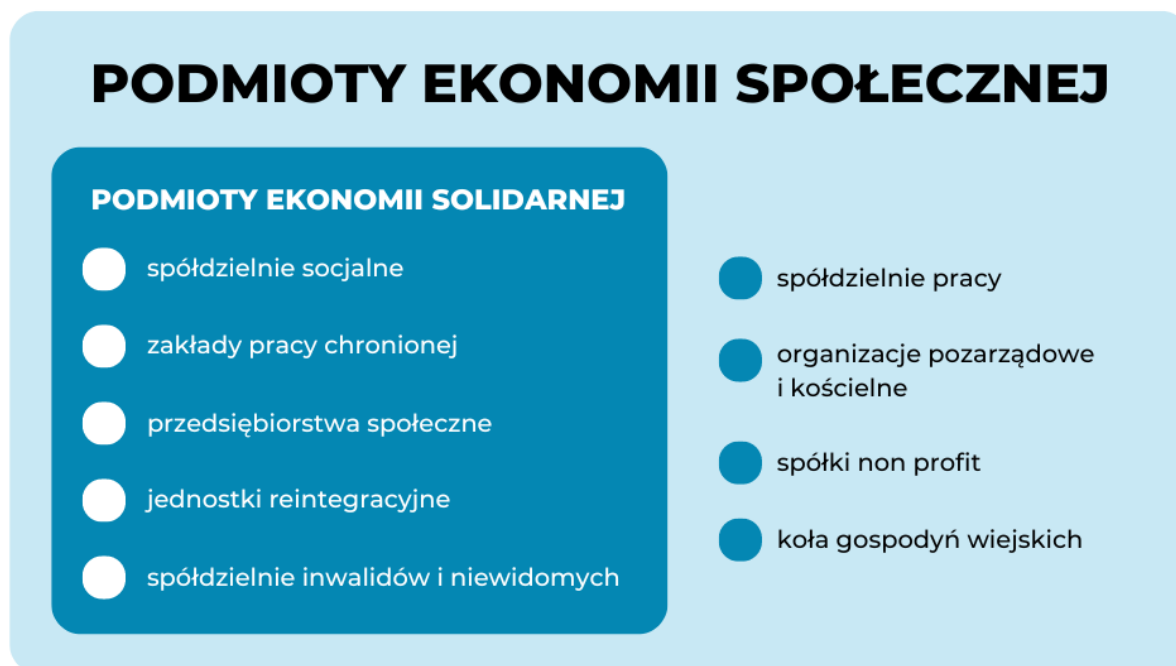 PODMIOTY EKONOMII SPOŁECZNEJ
PODMIOTY EKONOMII SOLIDARNEJ
spółdzielnie socjalne
zakłady pracy chronionej
przedsiębiorstwa społeczne
jednostki reintegracyjne
spółdzielnie inwalidów i niewidomych
spółdzielnie pracy
organizacje pozarządowe
i kościelne
spółki non profit
koła gospodyń wiejskich